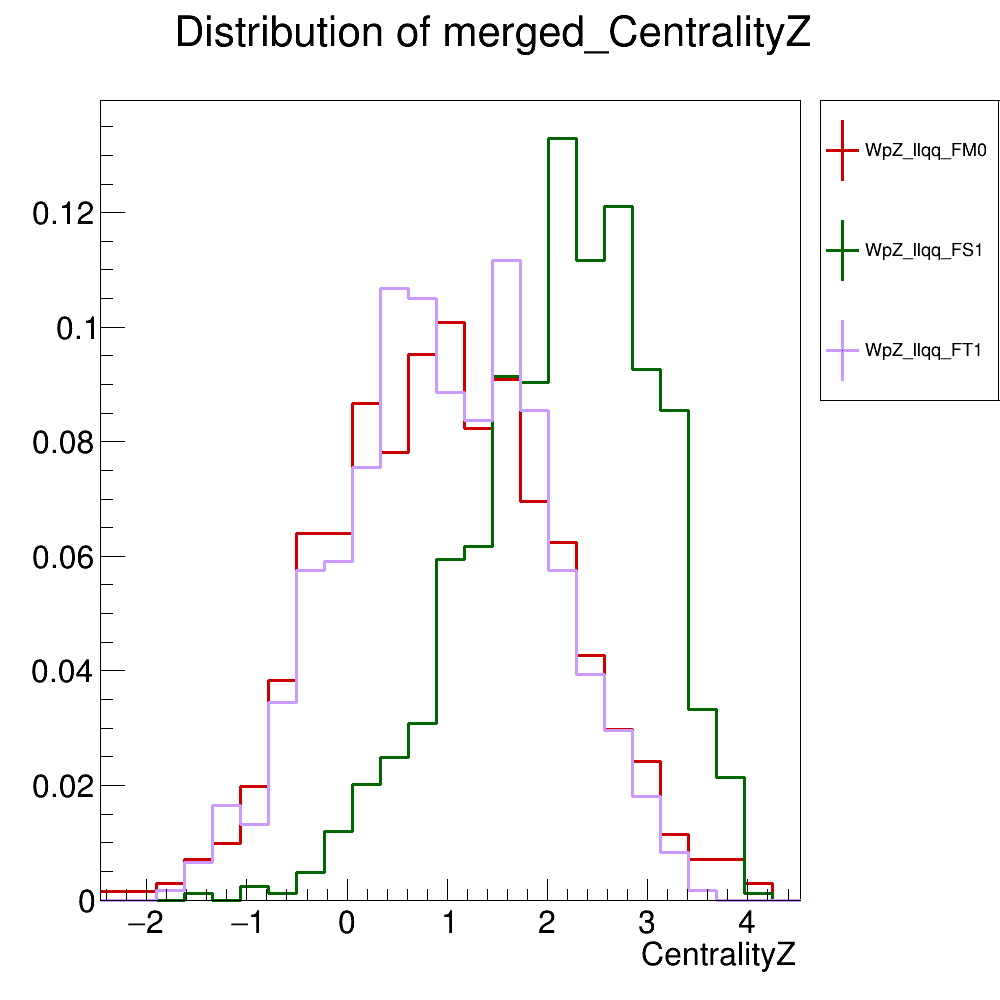 Distribution of merged_CentralityZ
WpZ_llqq_FM0
WpZ_llqq_FS1
WpZ_llqq_FT1
0.12
0.1
0.08
0.06
0.04
0.02
0
−2 −1 0 1 2 3 4
CentralityZ